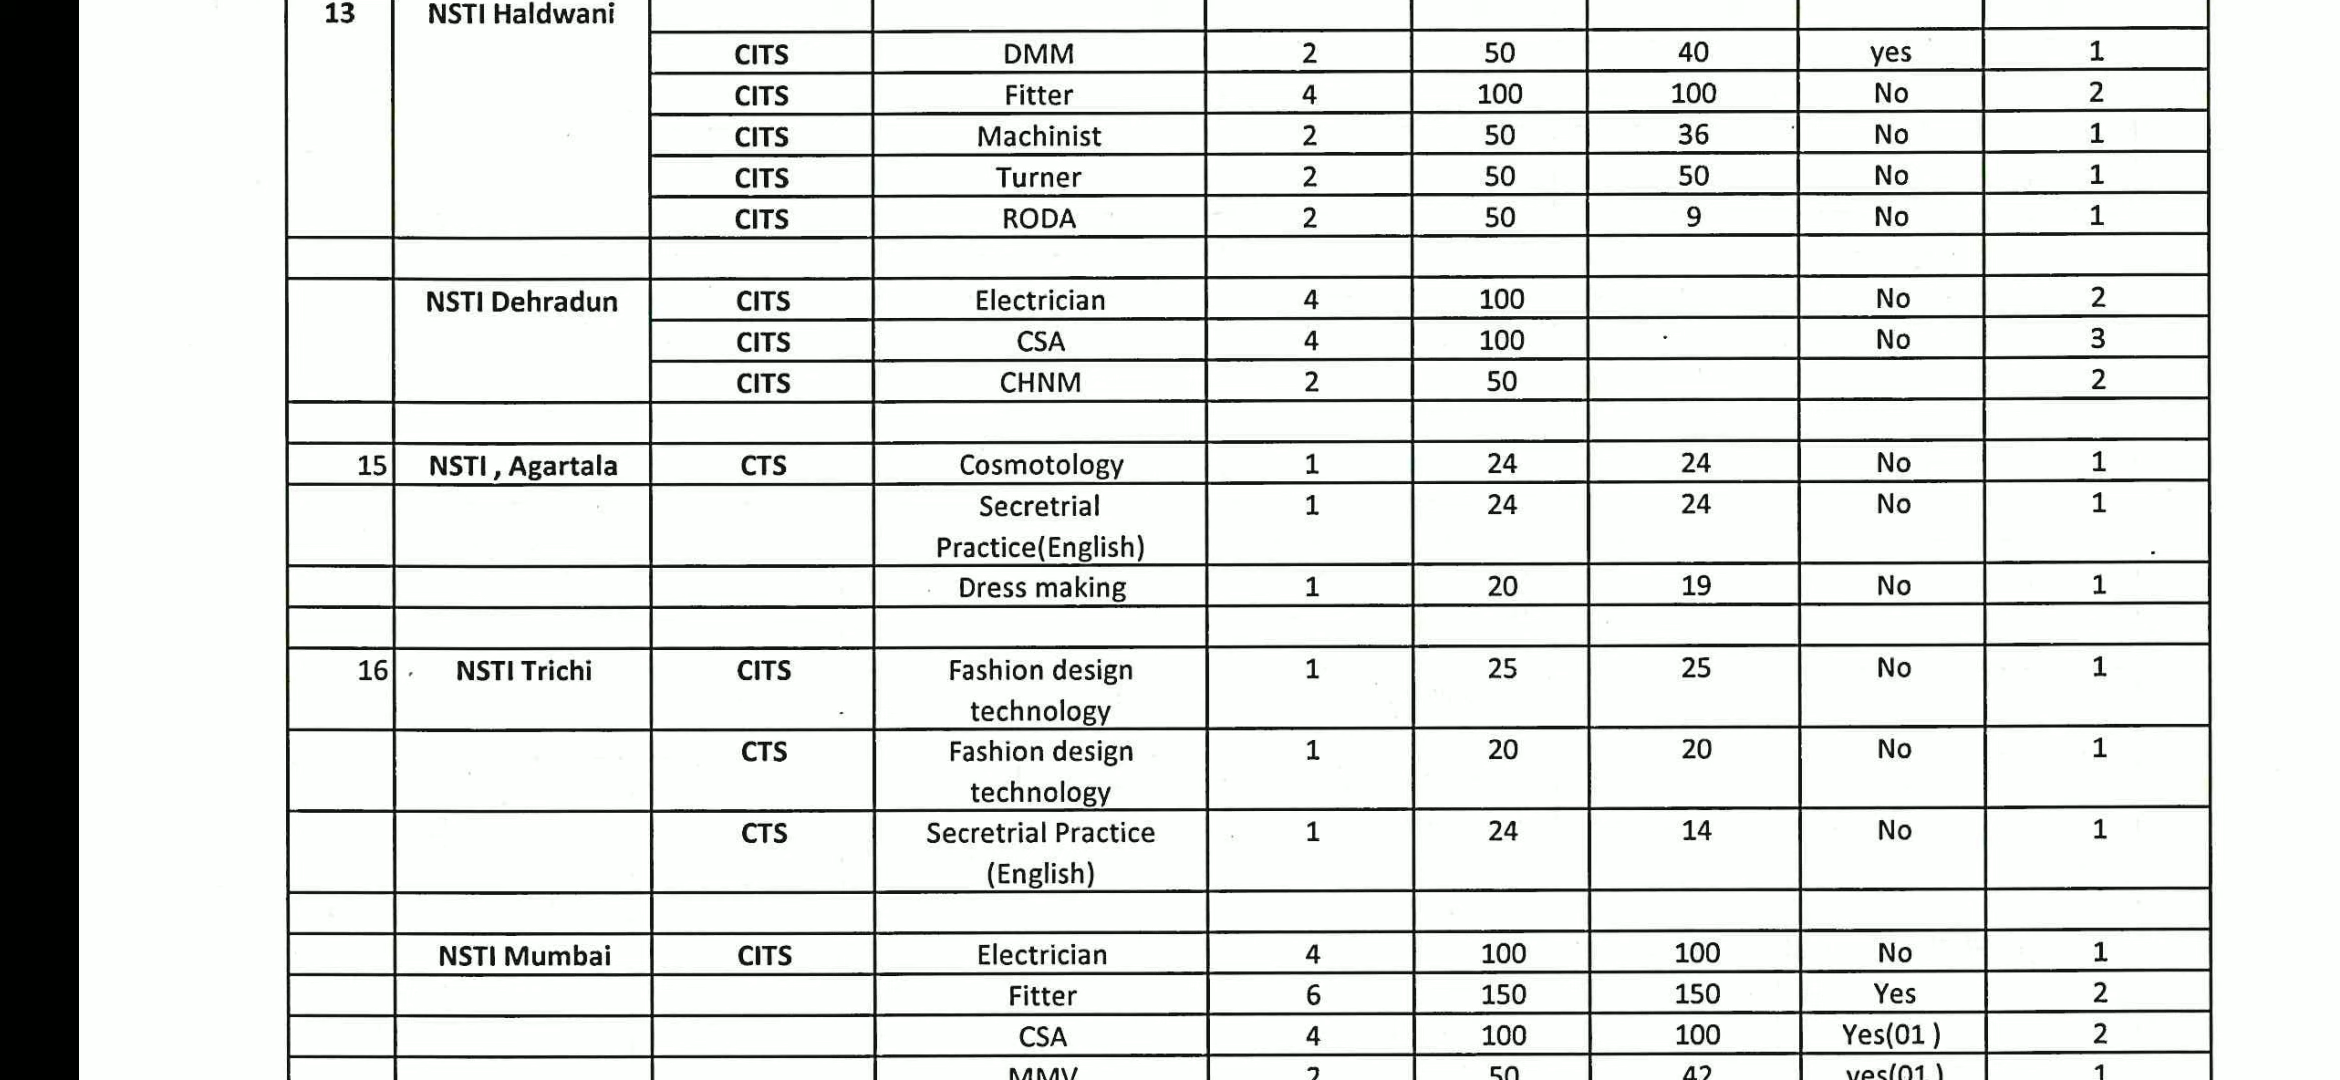 13 NSTI Haldwani
CITS DMM 2 50 40 yes 1
CITS Fitter 4 100 100 No 2
CITS Machinist 2 50 36 No 1
CITS Turner 2 50 50 No 1
CITS RODA 2 50 9 No 1
NSTI Dehradun CITS Electrician 4 100 No 2
CITS CSA 4 100 No 3
CITS CHNM 2 50 2
15 NSTI , Agartala CTS Cosmotology 1 24 24 No 1
Secretrial 1 24 24 No 1
Practice(English)
Dress making 1 20 19 No 1
16 NSTI Trichi CITS Fashion design 1 25 25 No 1
technology
CTS Fashion design 1 20 20 No 1
technology
CTS Secretrial Practice 1 24 14 No 1
(English)
NSTI Mumbai CITS Electrician 4 100 100 No 1
Fitter 6 150 150 Yes 2
CSA 4 100 100 Yes(01 ) 2
MMV 2 50 42 yes(01 ) 1